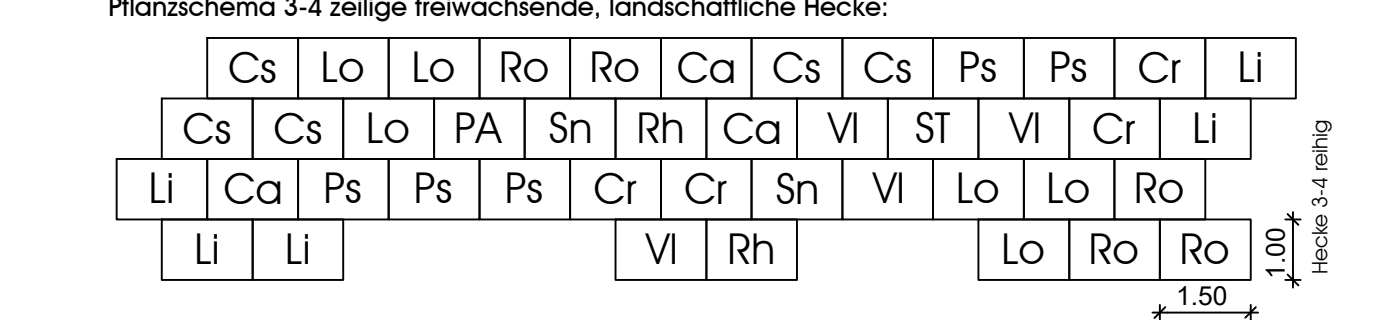 Pflanzschema 3-4 zeilige freiwachsende, landschaftliche Hecke:
Cs Lo Lo Ro Ro Ca Cs Cs Ps Ps Cr Li
Cs Cs Lo PA Sn Rh Ca Vl ST Vl Cr Li
Li Ca Ps Ps Ps Cr Cr Sn Vl Lo Lo Ro
Li Li Vl Rh Lo Ro Ro
1.00
Hecke 3-4 reihig
1.50